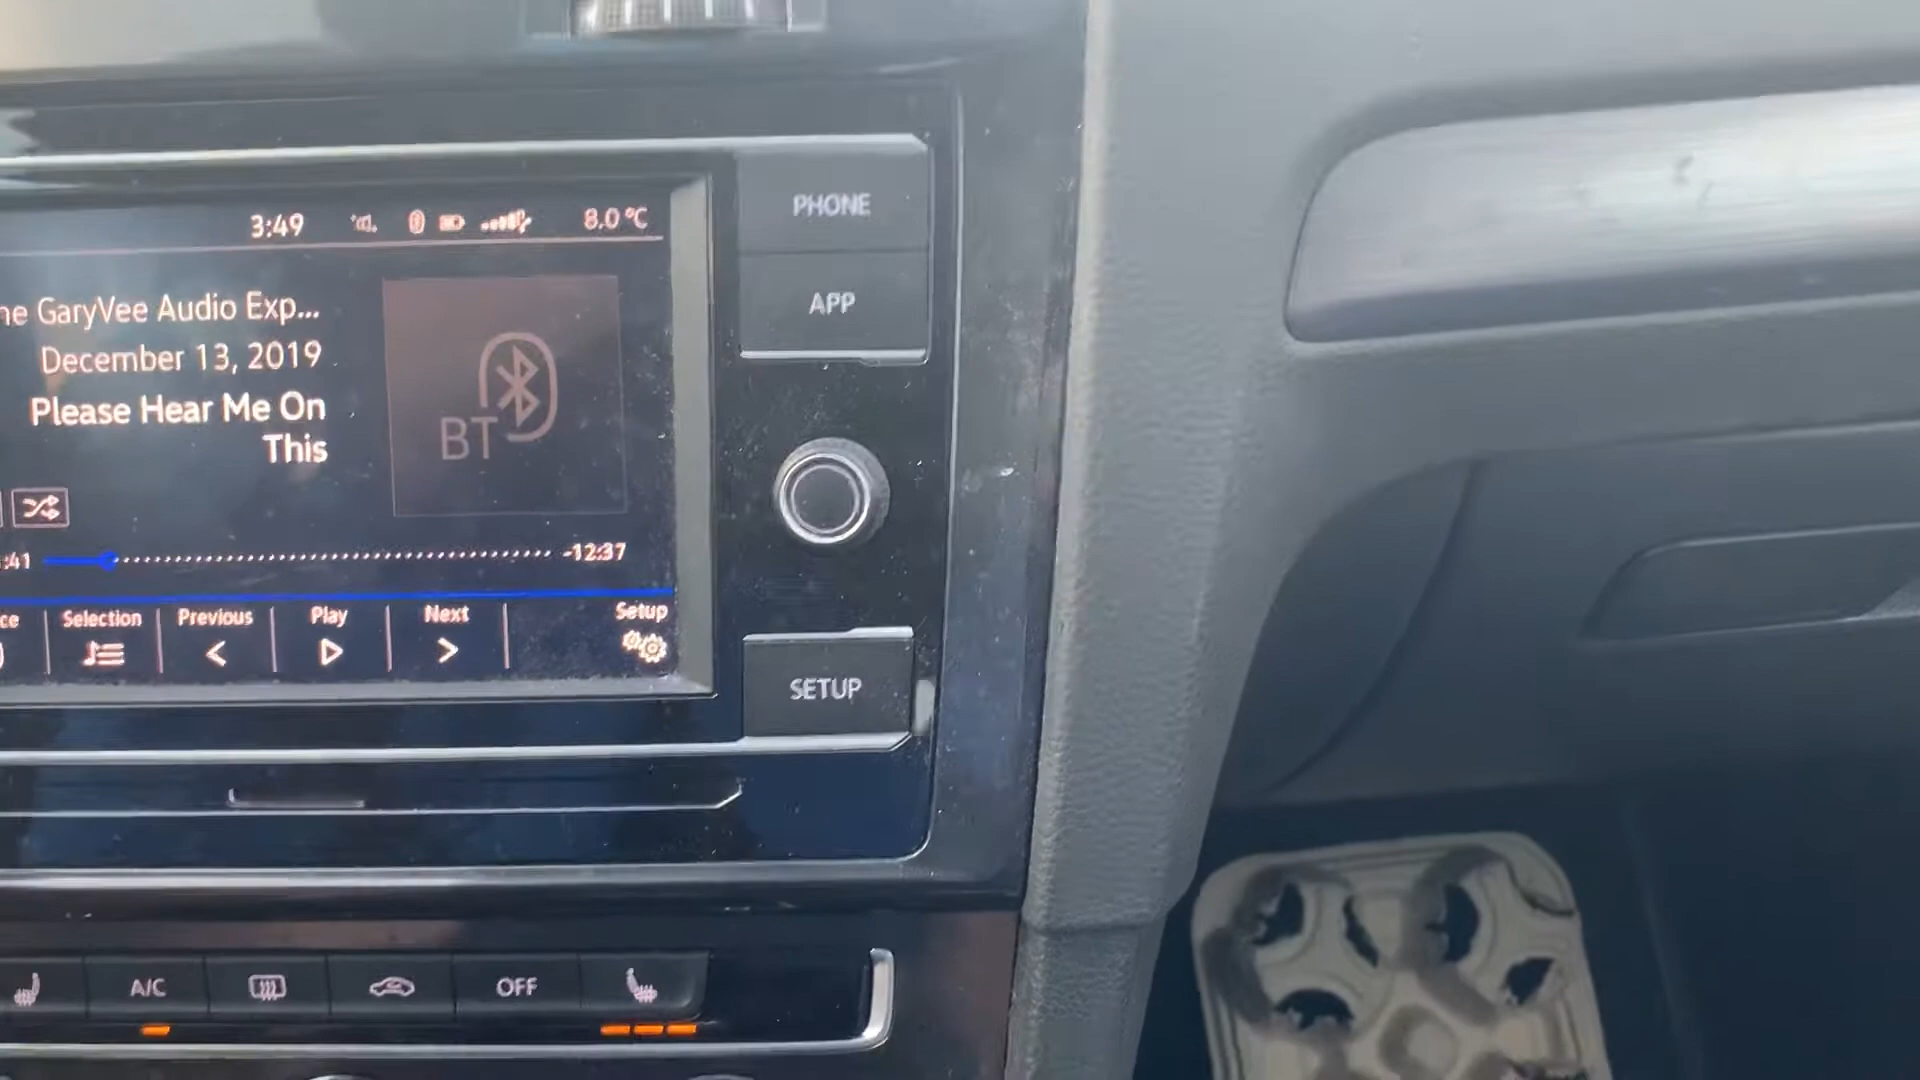 3:49 8.0 °C
GaryVee Audio Exp...
December 13, 2019
Please Hear Me On
This
BT
:41 -12:37
Selection Previous Play Next Setup
PHONE
APP
SETUP
A/C OFF